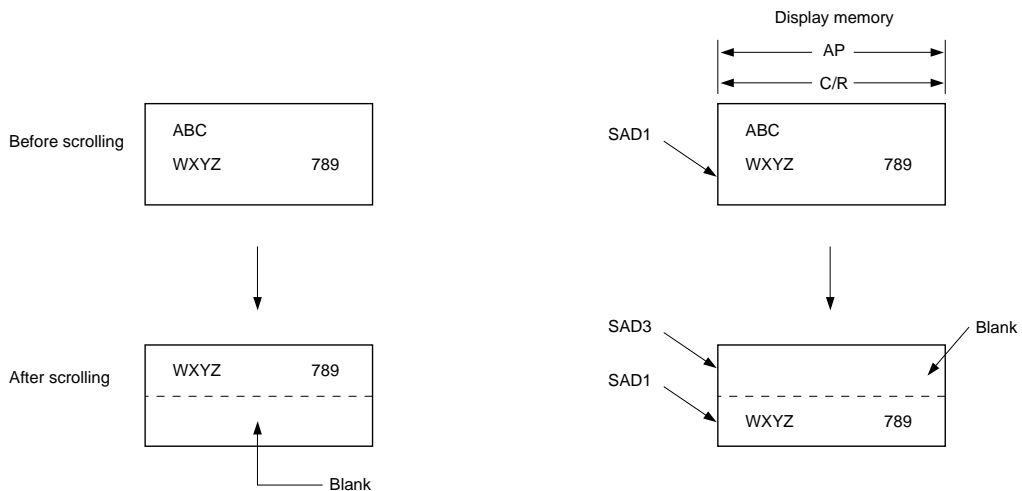 Display memory
AP
C/R
Before scrolling
ABC
WXYZ 789
SAD1
ABC
WXYZ 789
After scrolling
WXYZ 789
Blank
SAD3
SAD1
Blank
WXYZ 789